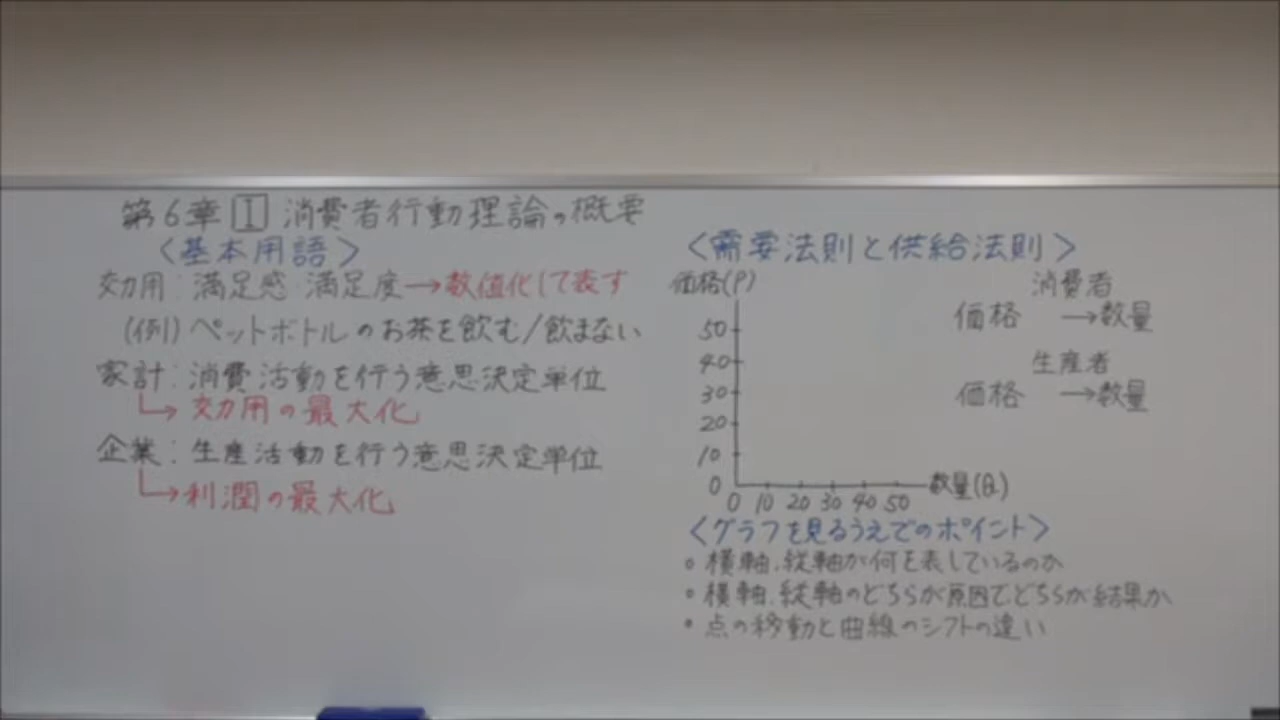 第6章 I 消費者行動理論の概要
〈基本用語〉
効用:満足感・満足度→数値化して表す
(例)ペットボトルのお茶を飲む/飲まない
家計:消費活動を行う意思決定単位
→効用の最大化
企業:生産活動を行う意思決定単位
→利潤の最大化
〈需要法則と供給法則〉
価格(P)
50
40
30
20
10
0
0 10 20 30 40 50 数量(Q)
消費者
価格 →数量
生産者
価格 →数量
〈グラフを見るうえでのポイント〉
• 横軸、縦軸が何を表しているのか
• 横軸、縦軸のどちらが原因でどちらが結果か
• 点の移動と曲線のシフトの違い